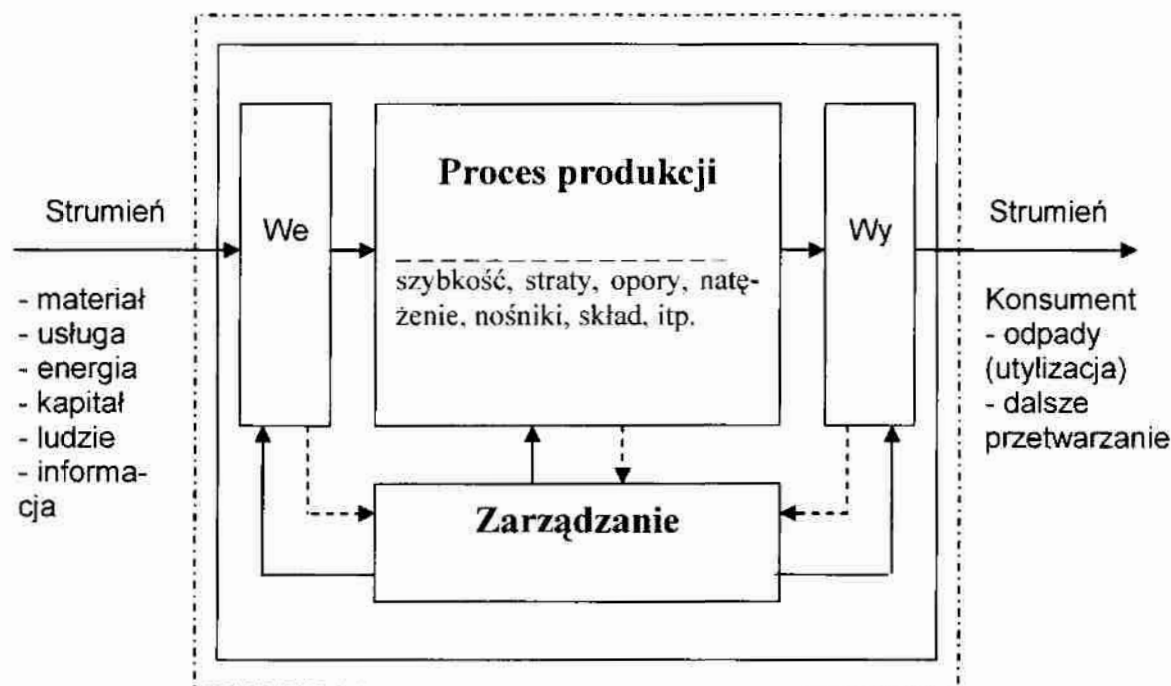 Strumień
- materiał
- usługa
- energia
- kapitał
- ludzie
- informa-
cja
We
Proces produkcji
szybkość, straty, opory, natę-
żenie, nośniki, skład, itp.
Zarządzanie
Wy
Strumień
Konsument
- odpady
(utylizacja)
- dalsze
przetwarzanie